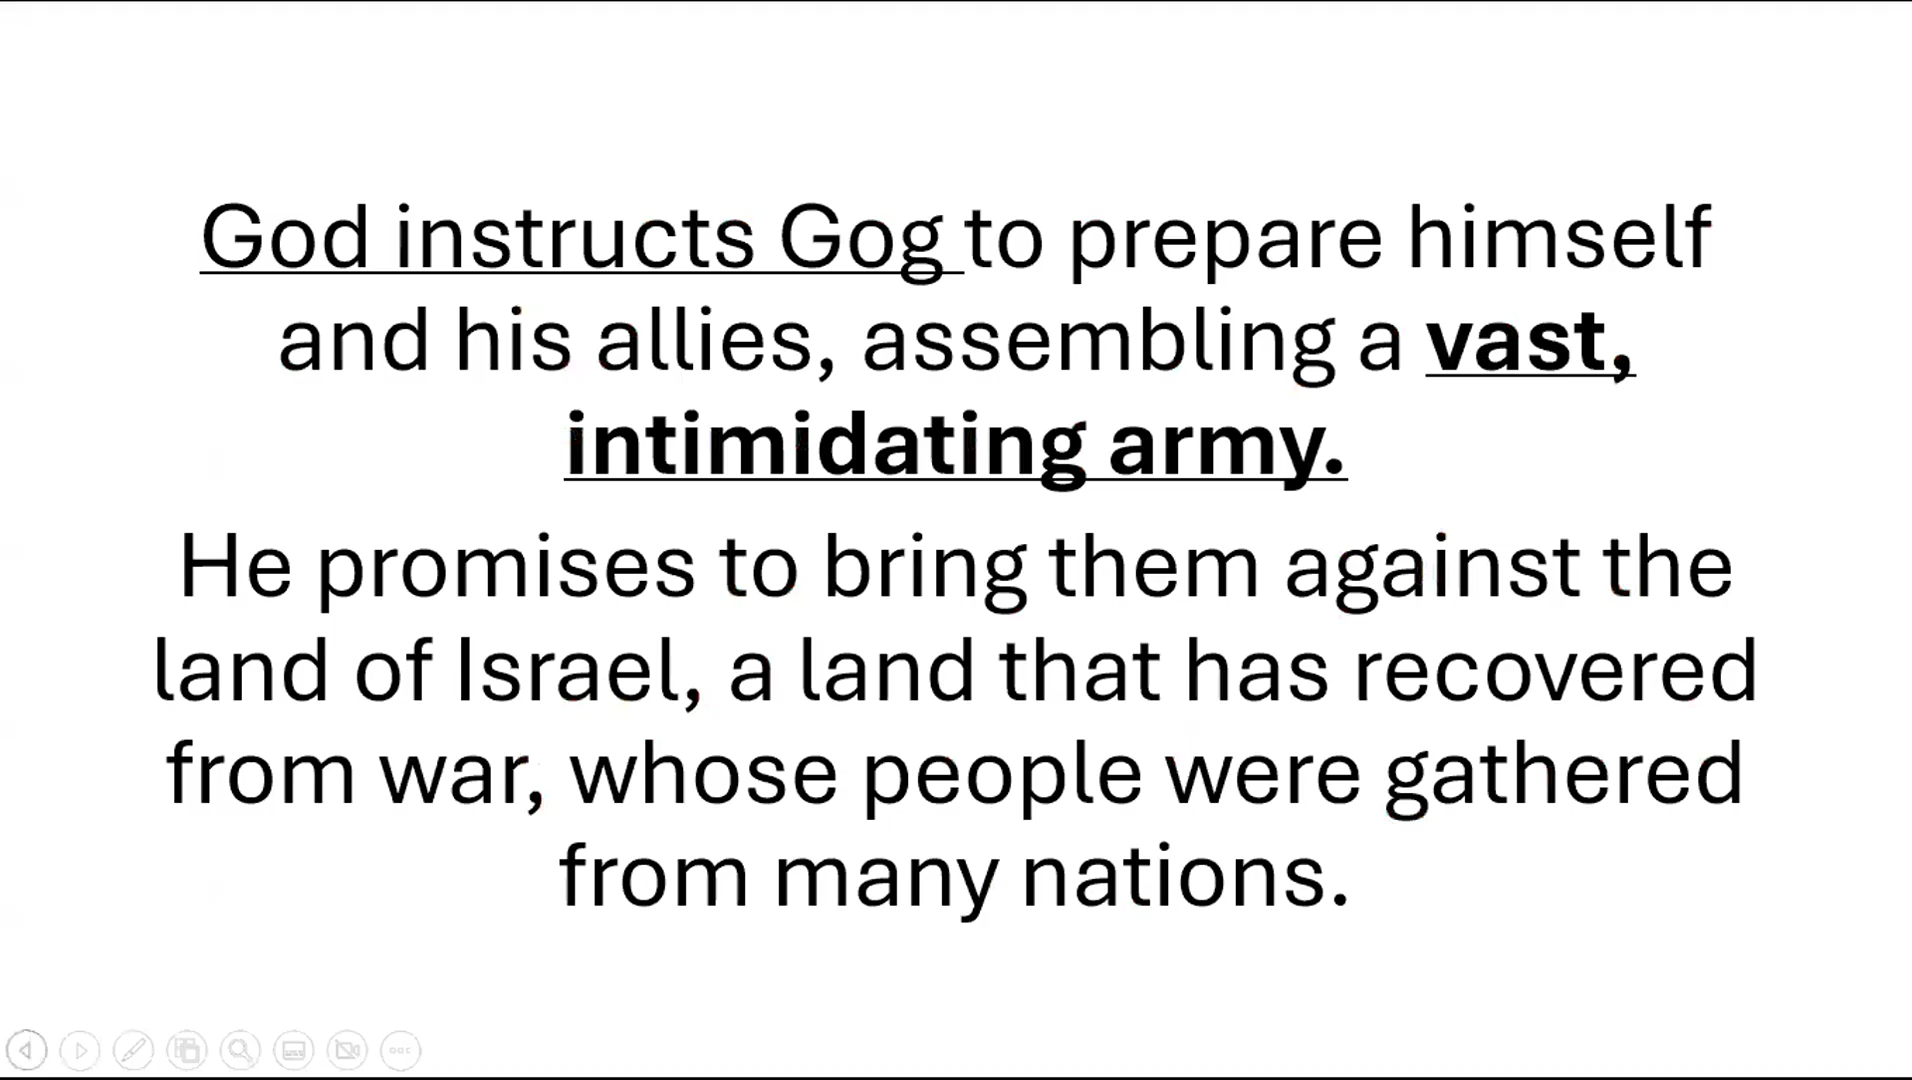 God instructs Gog to prepare himself
and his allies, assembling a vast,
intimidating army.
He promises to bring them against the
land of Israel, a land that has recovered
from war, whose people were gathered
from many nations.